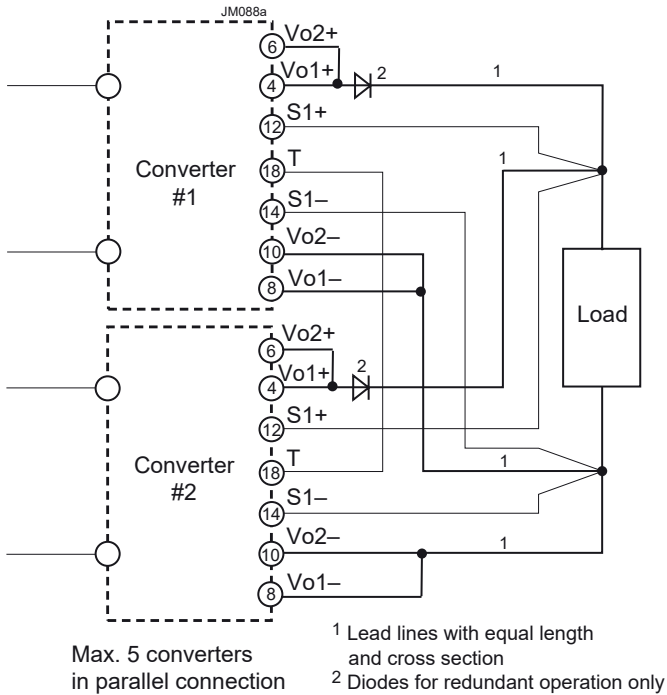 JM088a
6 Vo2+
4 Vo1+ 2 1
12 S1+
1
18 T
Converter
#1
14 S1–
10 Vo2–
8 Vo1–
Load
6 Vo2+
4 Vo1+ 2
12 S1+
18 T
1
Converter
#2
14 S1–
10 Vo2–
1
8 Vo1–
Max. 5 converters
in parallel connection
1 Lead lines with equal length
and cross section
2 Diodes for redundant operation only